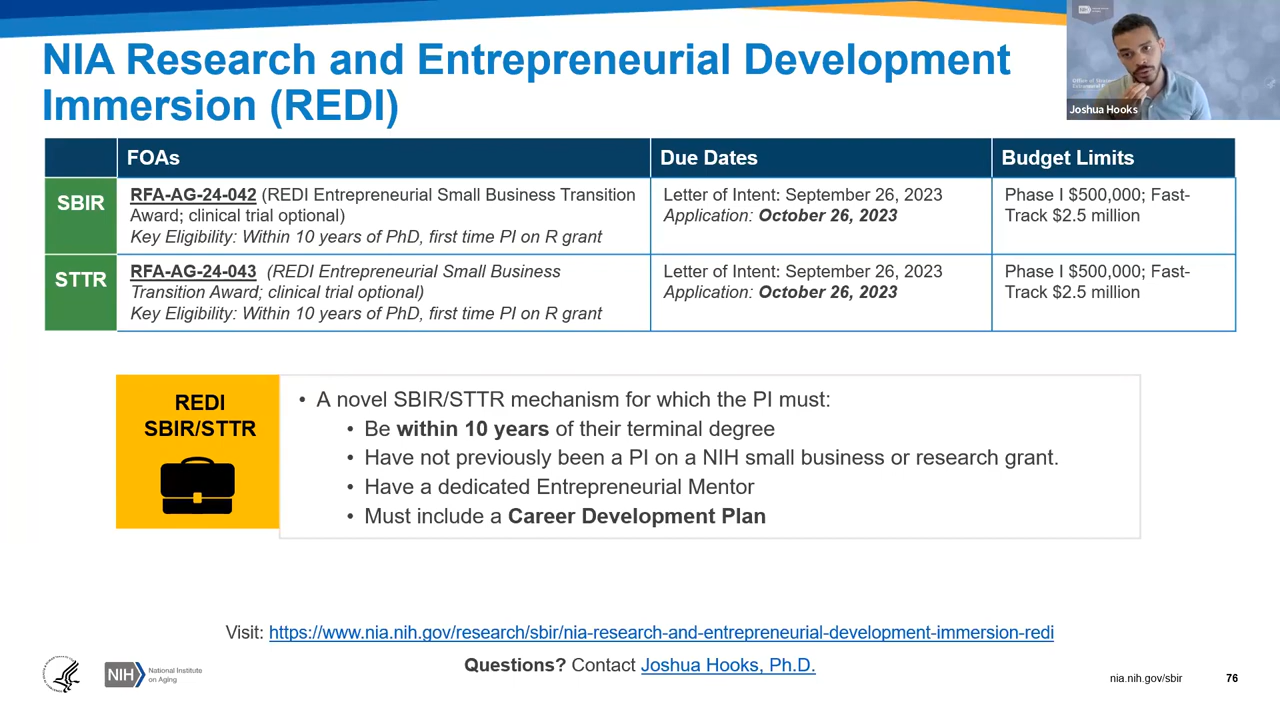 NIA Research and Entrepreneurial Development
Immersion (REDI)
NIH
Joshua Hooks
FOAs
Due Dates
Budget Limits
SBIR
RFA-AG-24-042 (REDI Entrepreneurial Small Business Transition
Award; clinical trial optional)
Key Eligibility: Within 10 years of PhD, first time PI on R grant
Letter of Intent: September 26, 2023
Application: October 26, 2023
Phase I $500,000; Fast-
Track $2.5 million
STTR
RFA-AG-24-043 (REDI Entrepreneurial Small Business
Transition Award; clinical trial optional)
Key Eligibility: Within 10 years of PhD, first time PI on R grant
Letter of Intent: September 26, 2023
Application: October 26, 2023
Phase I $500,000; Fast-
Track $2.5 million
REDI
SBIR/STTR
• A novel SBIR/STTR mechanism for which the PI must:
• Be within 10 years of their terminal degree
• Have not previously been a PI on a NIH small business or research grant.
• Have a dedicated Entrepreneurial Mentor
• Must include a Career Development Plan
Visit: https://www.nia.nih.gov/research/sbir/nia-research-and-entrepreneurial-development-immersion-redi
Questions? Contact Joshua Hooks, Ph.D.
NIH
National Institute
on Aging
nia.nih.gov/sbir
76